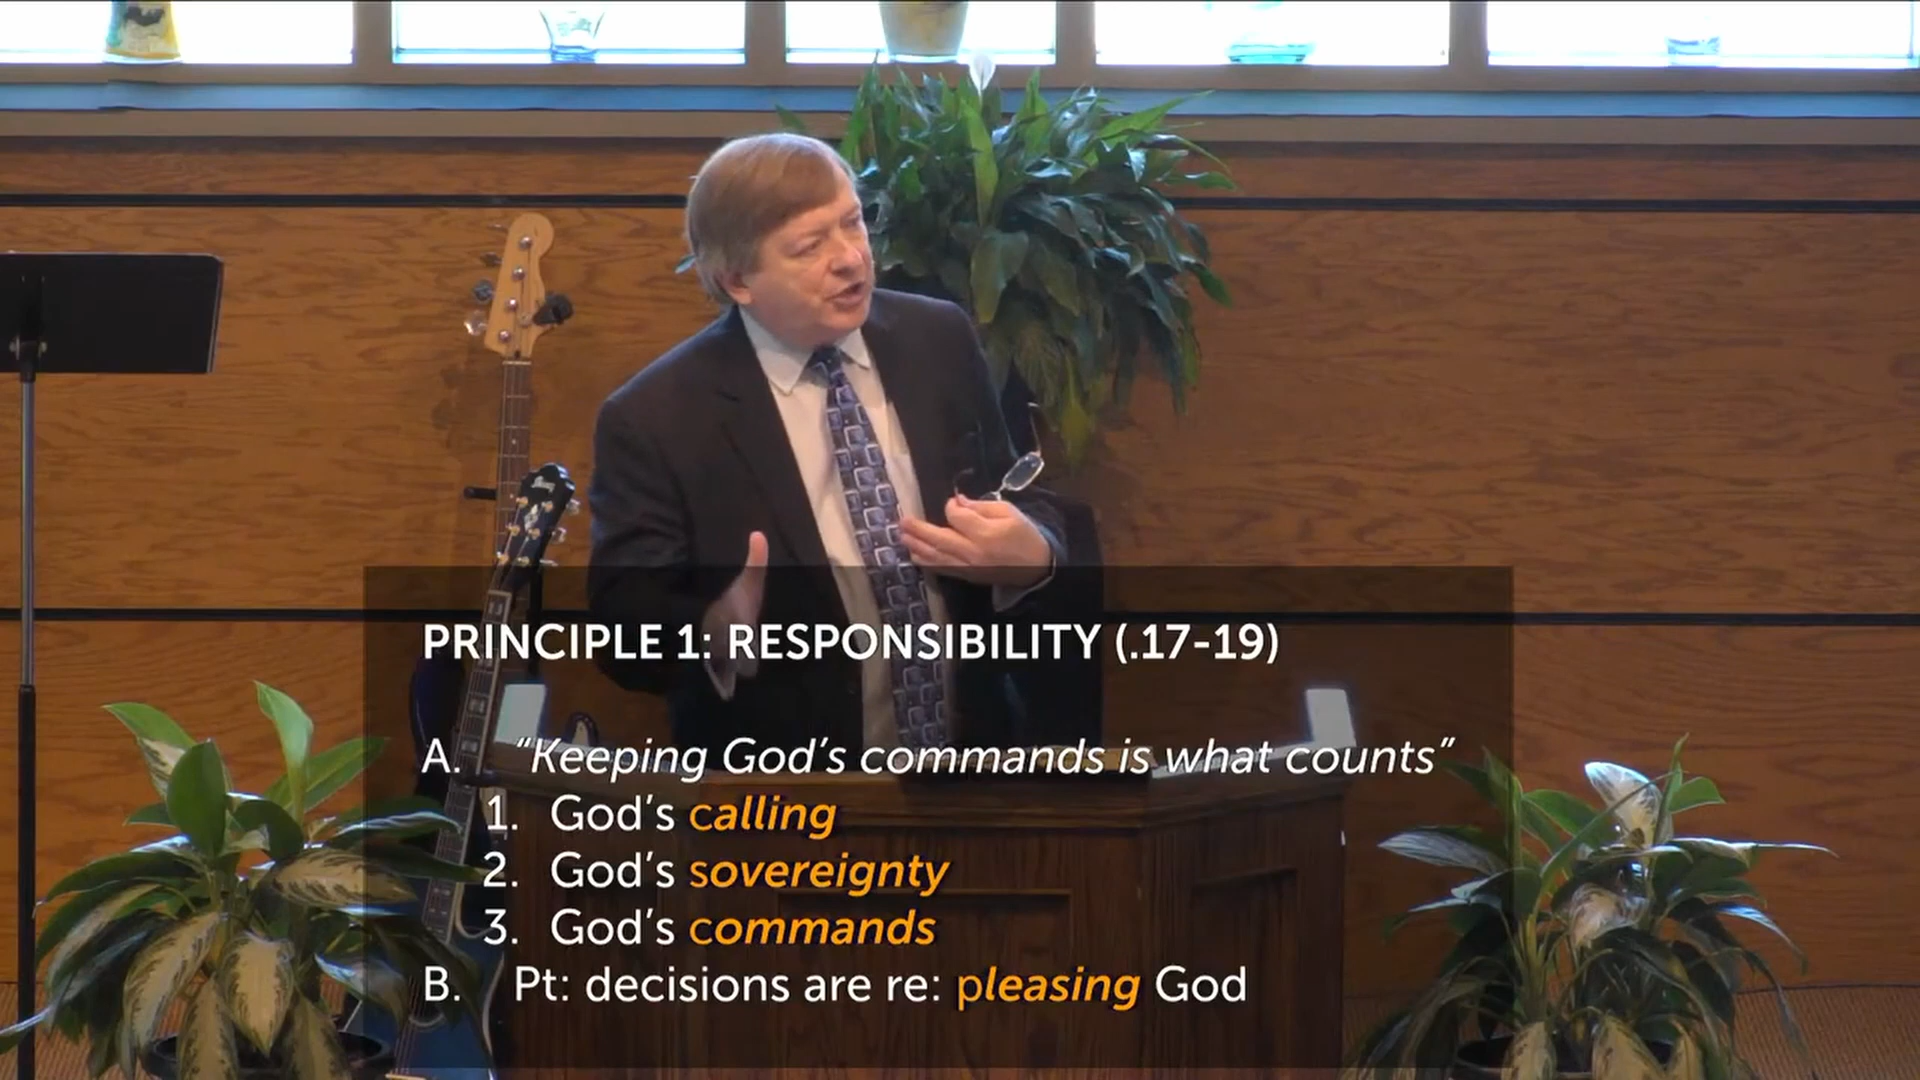 PRINCIPLE 1: RESPONSIBILITY (.17-19)
A. “Keeping God’s commands is what counts”
1. God’s calling
2. God’s sovereignty
3. God’s commands
B. Pt: decisions are re: pleasing God